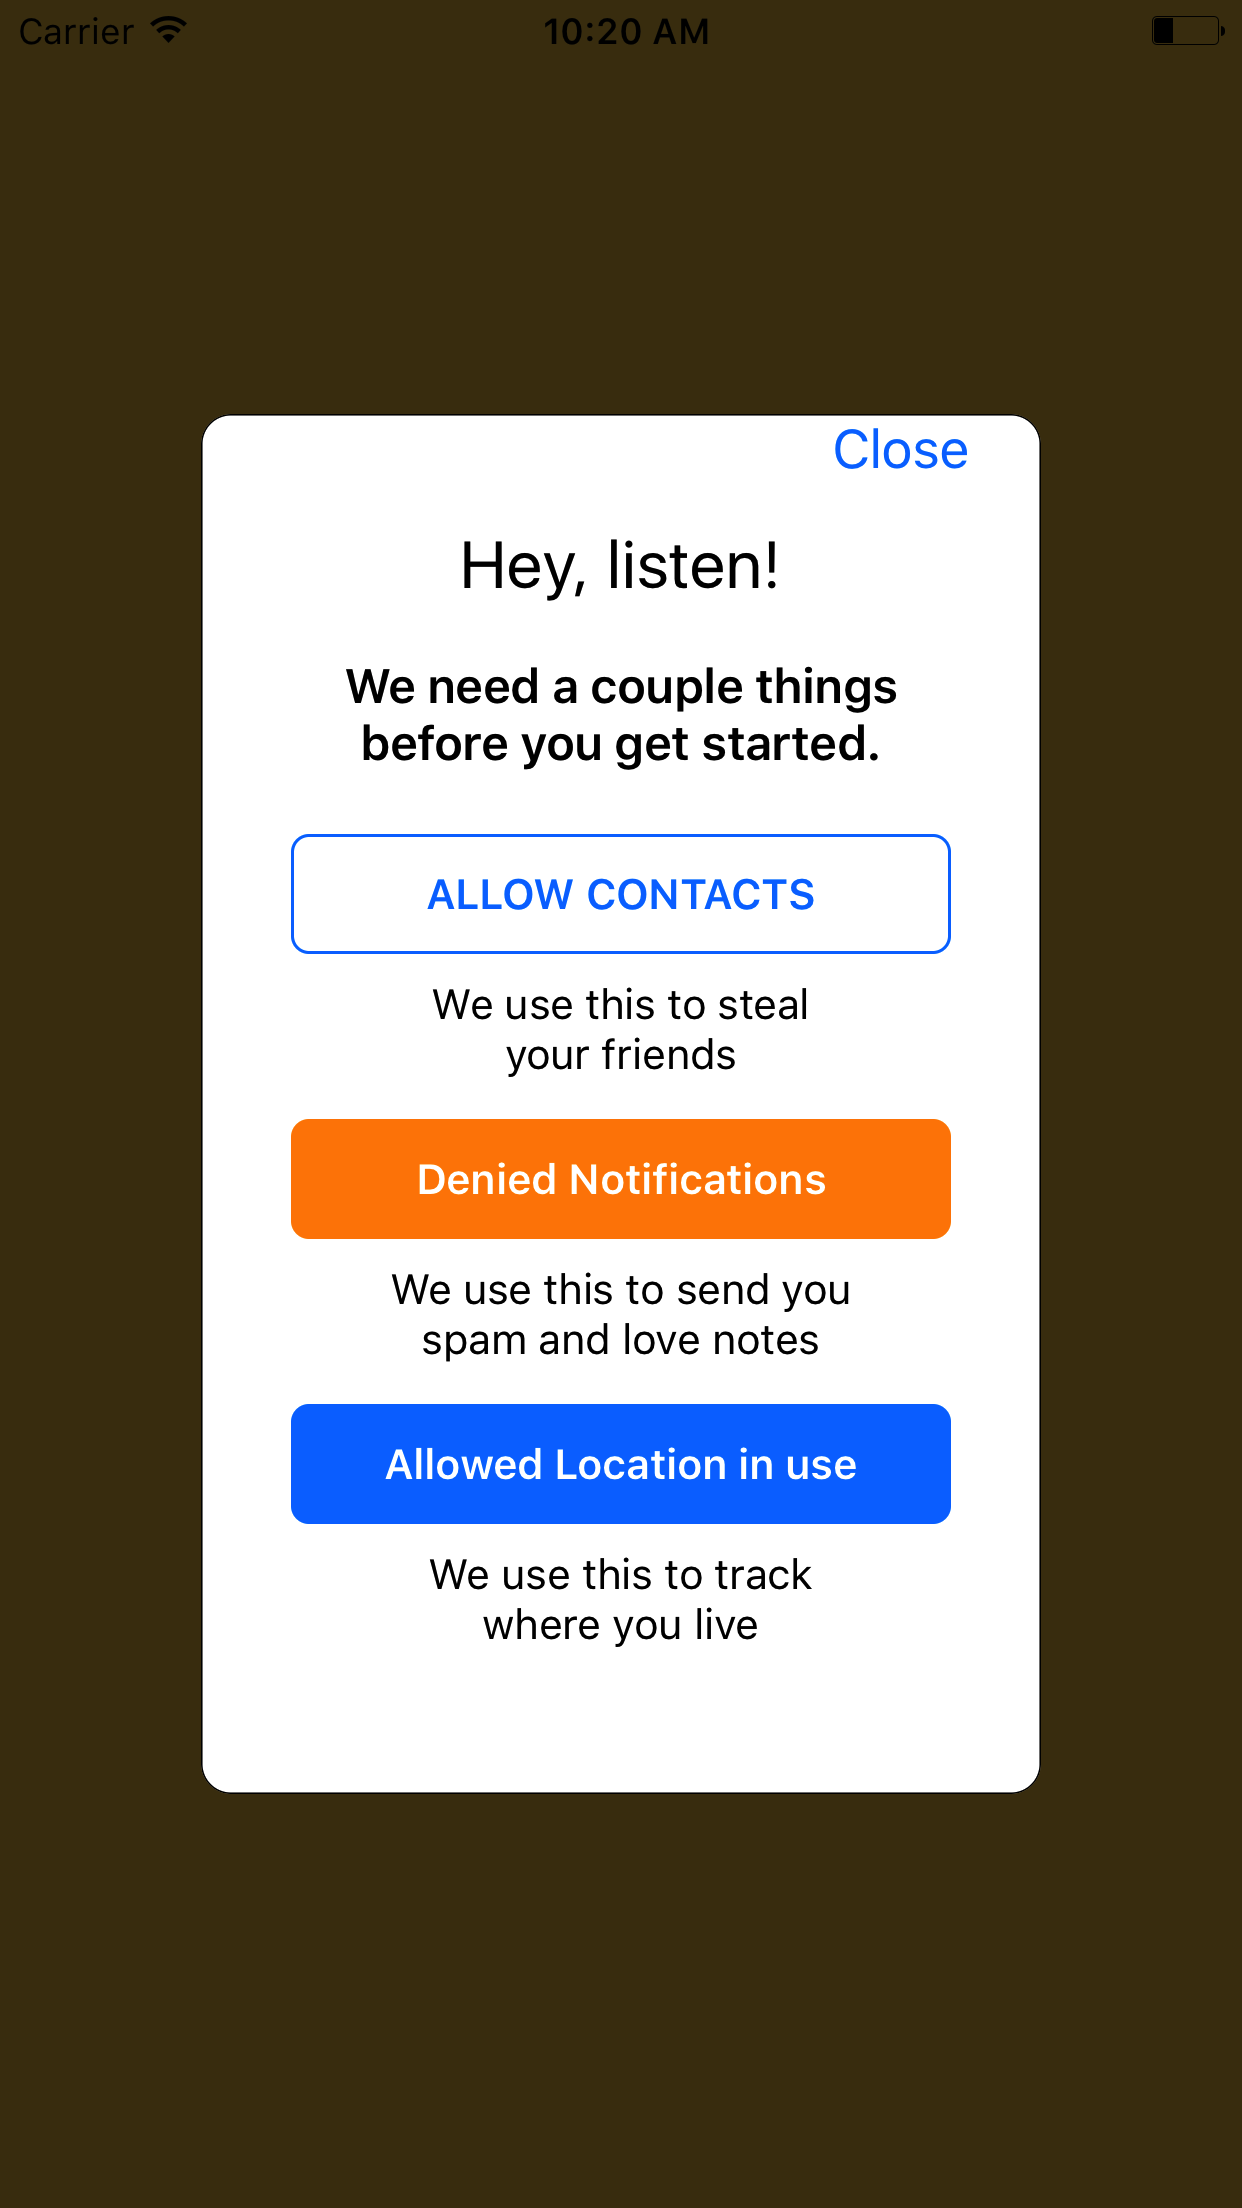 Carrier 10:20 AM
Close
Hey, listen!
We need a couple things
before you get started.
ALLOW CONTACTS
We use this to steal
your friends
Denied Notifications
We use this to send you
spam and love notes
Allowed Location in use
We use this to track
where you live